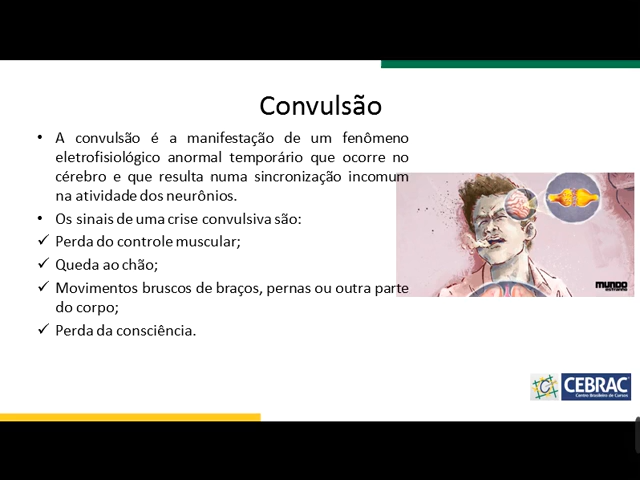 Convulsão
• A convulsão é a manifestação de um fenômeno
eletrofisiológico anormal temporário que ocorre no
cérebro e que resulta numa sincronização incomum
na atividade dos neurônios.
• Os sinais de uma crise convulsiva são:
✓ Perda do controle muscular;
✓ Queda ao chão;
✓ Movimentos bruscos de braços, pernas ou outra parte
do corpo;
✓ Perda da consciência.
MUNDO
CEBRAC
Centro Brasileiro de Cursos